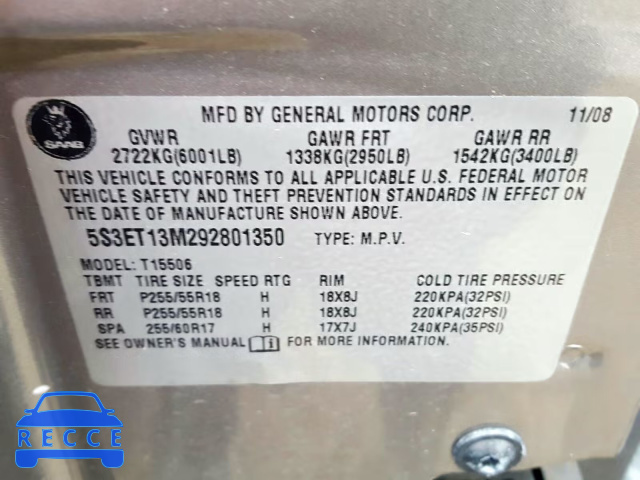 SAAB
MFD BY GENERAL MOTORS CORP. 11/08
GVWR GAWR FRT GAWR RR
2722KG(6001LB) 1338KG(2950LB) 1542KG(3400LB)
THIS VEHICLE CONFORMS TO ALL APPLICABLE U.S. FEDERAL MOTOR
VEHICLE SAFETY AND THEFT PREVENTION STANDARDS IN EFFECT ON
THE DATE OF MANUFACTURE SHOWN ABOVE.
5S3ET13M292801350 TYPE: M.P.V.
MODEL: T15506
TBMT TIRE SIZE SPEED RTG RIM COLD TIRE PRESSURE
FRT P255/55R18 H 18X8J 220KPA(32PSI)
RR P255/55R18 H 18X8J 220KPA(32PSI)
SPA 255/60R17 H 17X7J 240KPA(35PSI)
SEE OWNER'S MANUAL FOR MORE INFORMATION.
RECCE